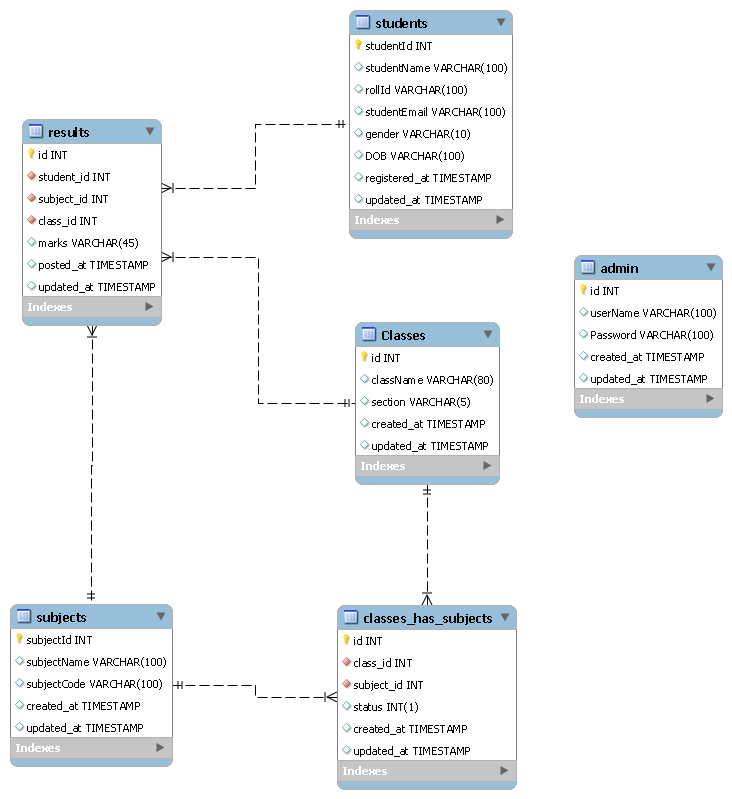 students
studentId INT
studentName VARCHAR(100)
rollId VARCHAR(100)
studentEmail VARCHAR(100)
gender VARCHAR(10)
DOB VARCHAR(100)
registered_at TIMESTAMP
updated_at TIMESTAMP
Indexes
results
id INT
student_id INT
subject_id INT
class_id INT
marks VARCHAR(45)
posted_at TIMESTAMP
updated_at TIMESTAMP
Indexes
admin
id INT
userName VARCHAR(100)
Password VARCHAR(100)
created_at TIMESTAMP
updated_at TIMESTAMP
Indexes
Classes
id INT
className VARCHAR(80)
section VARCHAR(5)
created_at TIMESTAMP
updated_at TIMESTAMP
Indexes
subjects
subjectId INT
subjectName VARCHAR(100)
subjectCode VARCHAR(100)
created_at TIMESTAMP
updated_at TIMESTAMP
Indexes
classes_has_subjects
id INT
class_id INT
subject_id INT
status INT(1)
created_at TIMESTAMP
updated_at TIMESTAMP
Indexes